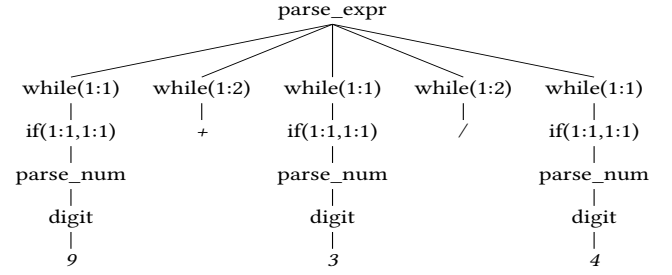 parse_expr
while(1:1) while(1:2) while(1:1) while(1:2) while(1:1)
if(1:1,1:1) + if(1:1,1:1) / if(1:1,1:1)
parse_num parse_num parse_num
digit digit digit
9 3 4